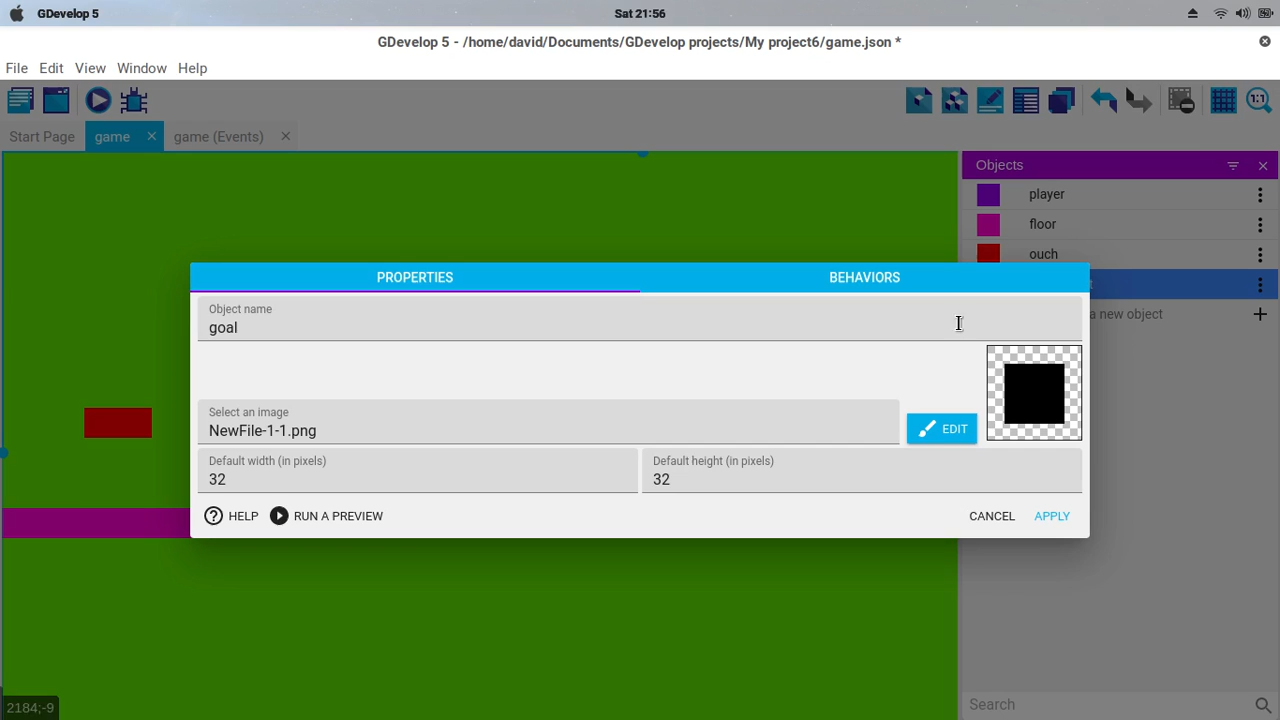 GDevelop 5
Sat 21:56
GDevelop 5 - /home/david/Documents/GDevelop projects/My project6/game.json *
File Edit View Window Help
1:1
Start Page game game (Events)
Objects
player
floor
ouch
a new object
PROPERTIES BEHAVIORS
Object name
goal
Select an image
NewFile-1-1.png
EDIT
Default width (in pixels) Default height (in pixels)
32 32
HELP RUN A PREVIEW CANCEL APPLY
2184;-9
Search